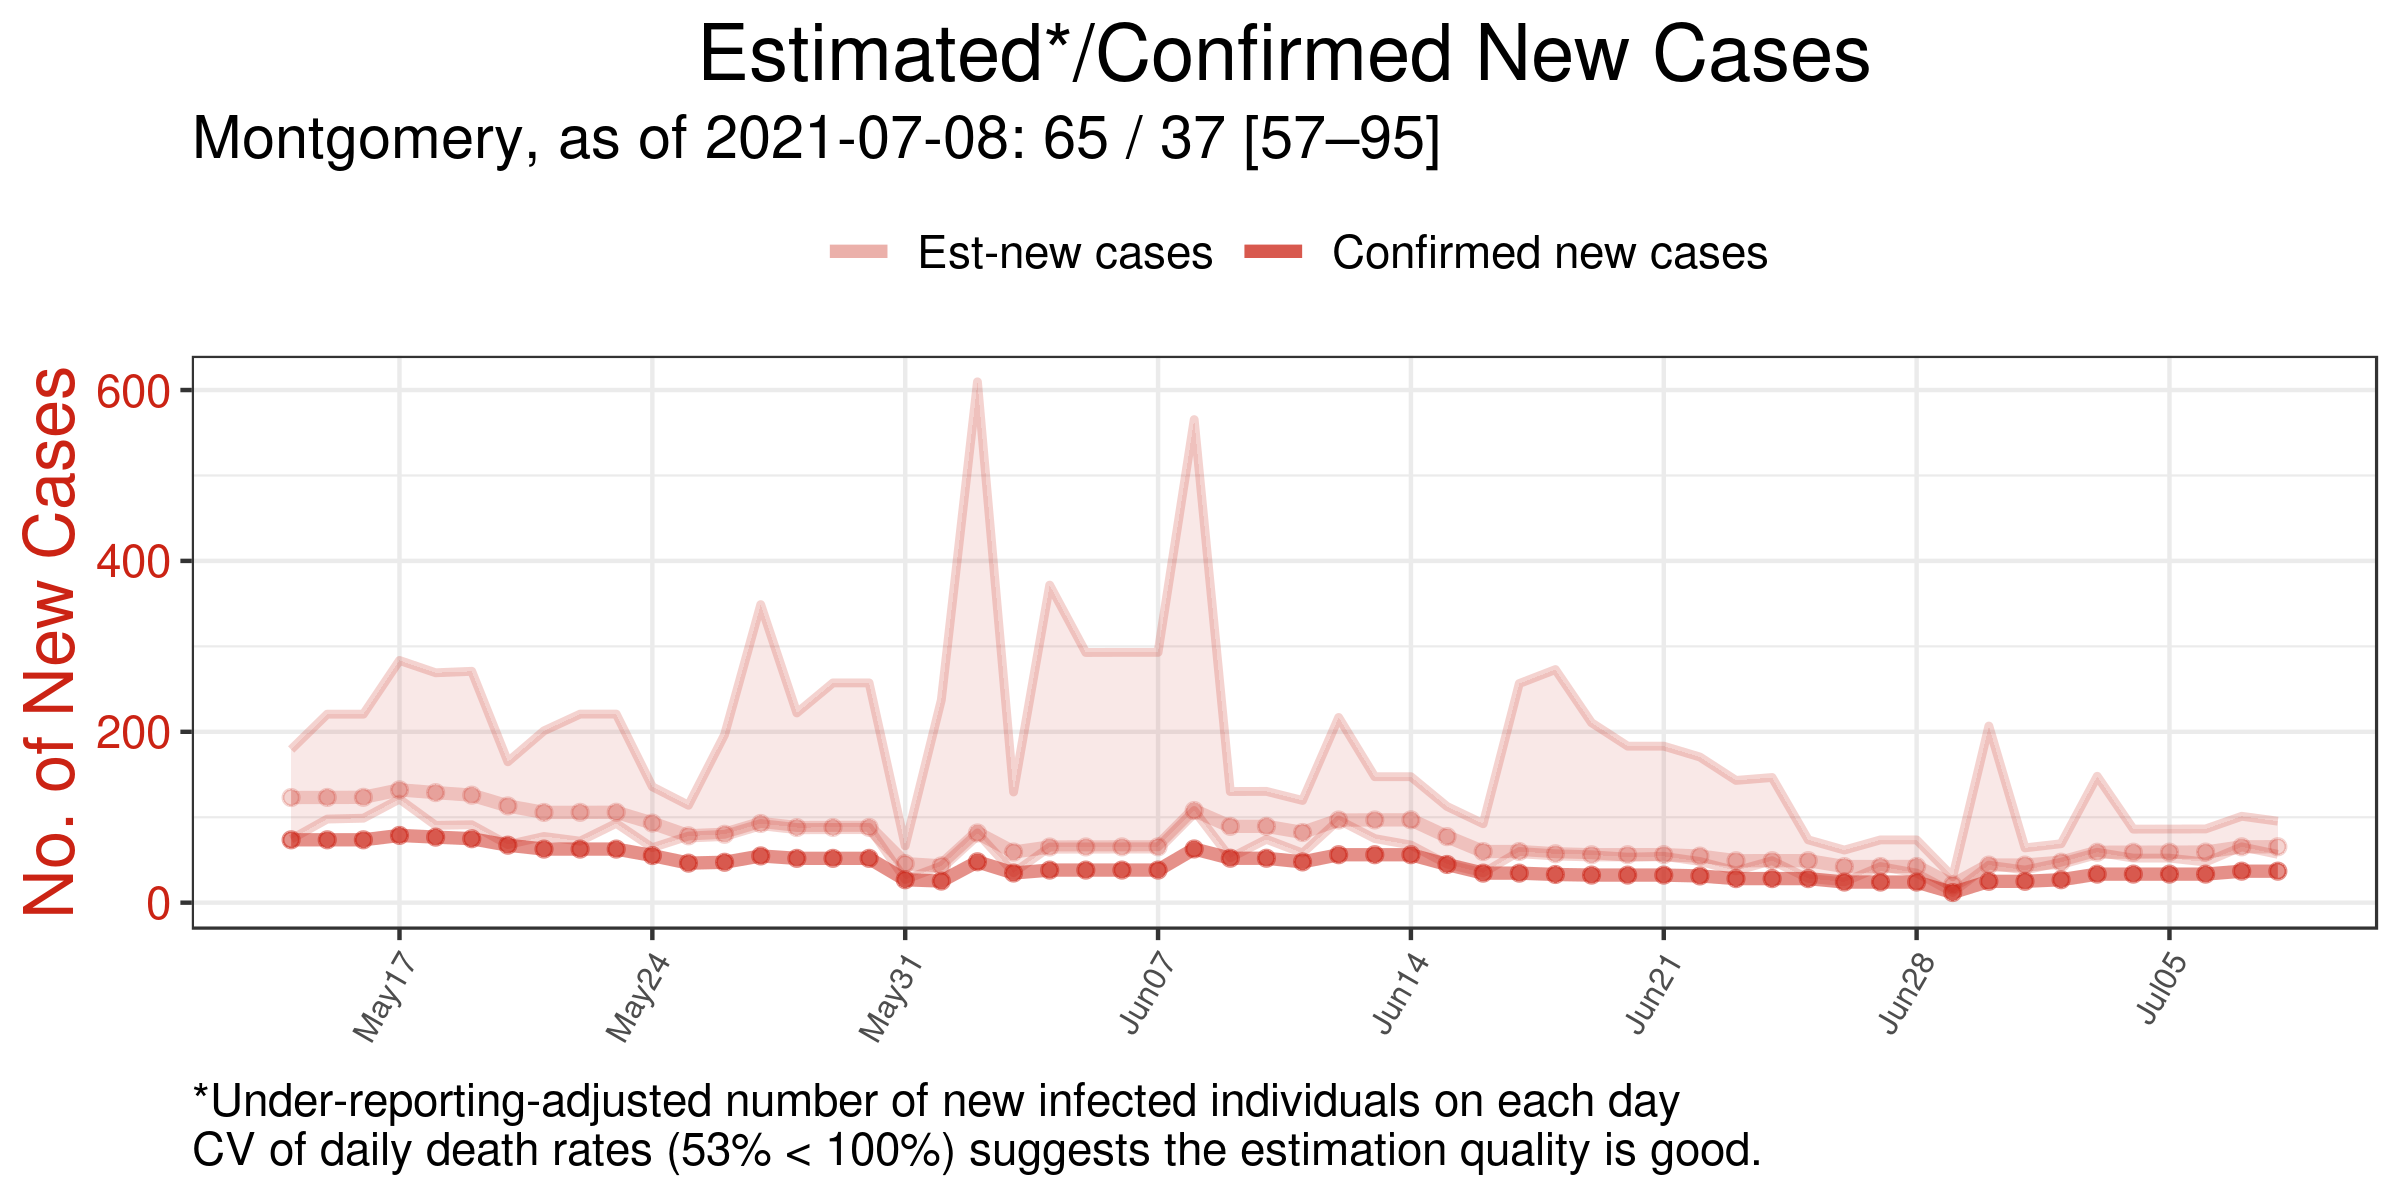 Estimated*/Confirmed New Cases
Montgomery, as of 2021-07-08: 65 / 37 [57–95]
Est-new cases
Confirmed new cases
No. of New Cases
600
400
200
0
May17
May24
May31
Jun07
Jun14
Jun21
Jun28
Jul05
*Under-reporting-adjusted number of new infected individuals on each day
CV of daily death rates (53% < 100%) suggests the estimation quality is good.